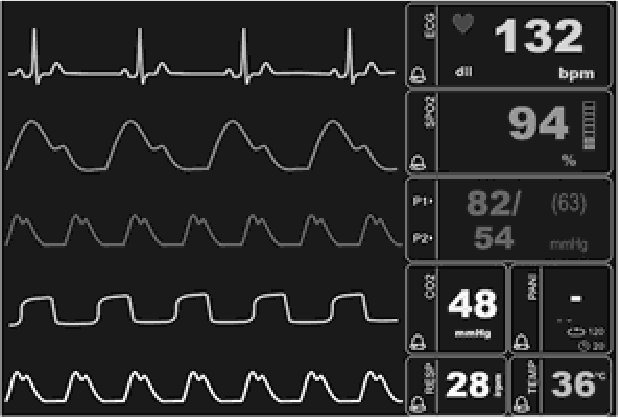 ECG
132
dII
bpm
SPO2
94
%
P1
82/
(63)
P2
54
mmHg
CO2
48
mmHg
PANI
-
- -
120
20
RESP
28
bpm
TEMP
36
°c